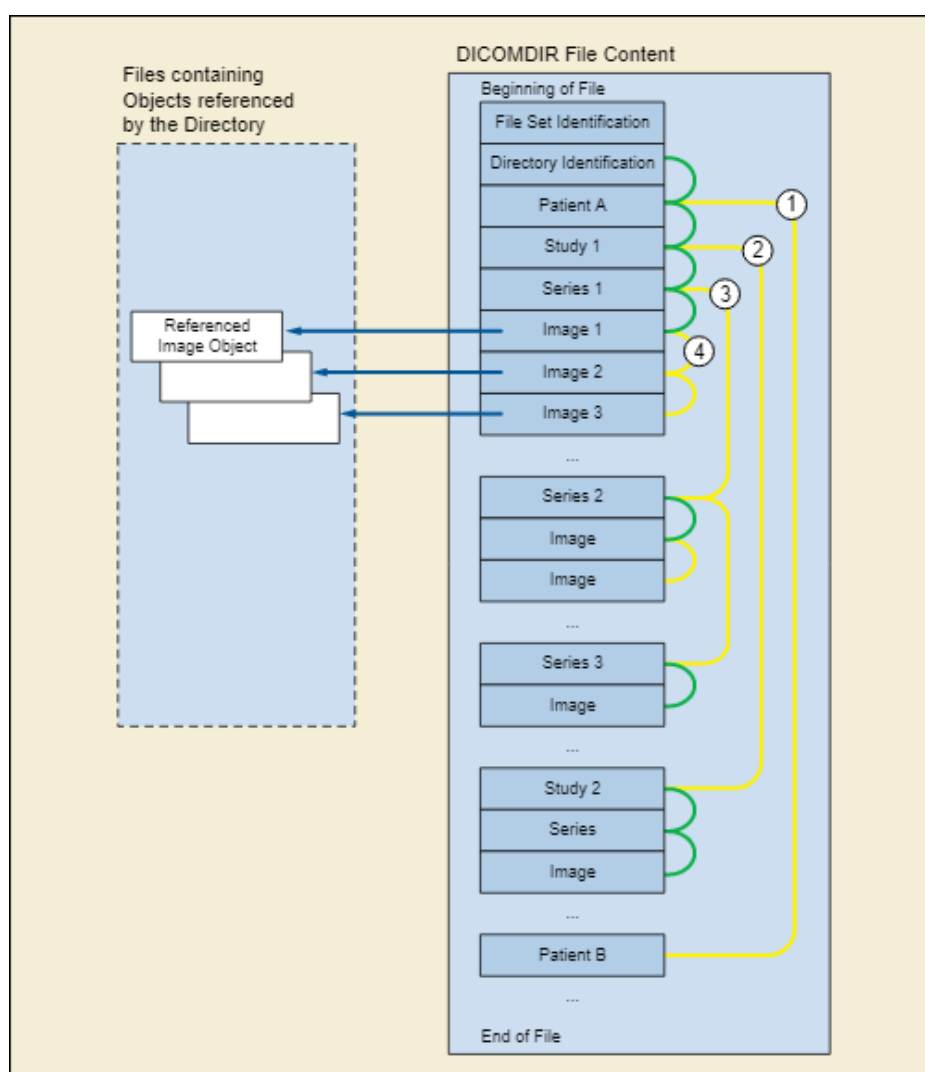 Files containing
Objects referenced
by the Directory
Referenced
Image Object
DICOMDIR File Content
Beginning of File
File Set Identification
Directory Identification
Patient A
Study 1
Series 1
Image 1
Image 2
Image 3
...
Series 2
Image
Image
...
Series 3
Image
...
Study 2
Series
Image
...
Patient B
...
End of File
1
2
3
4